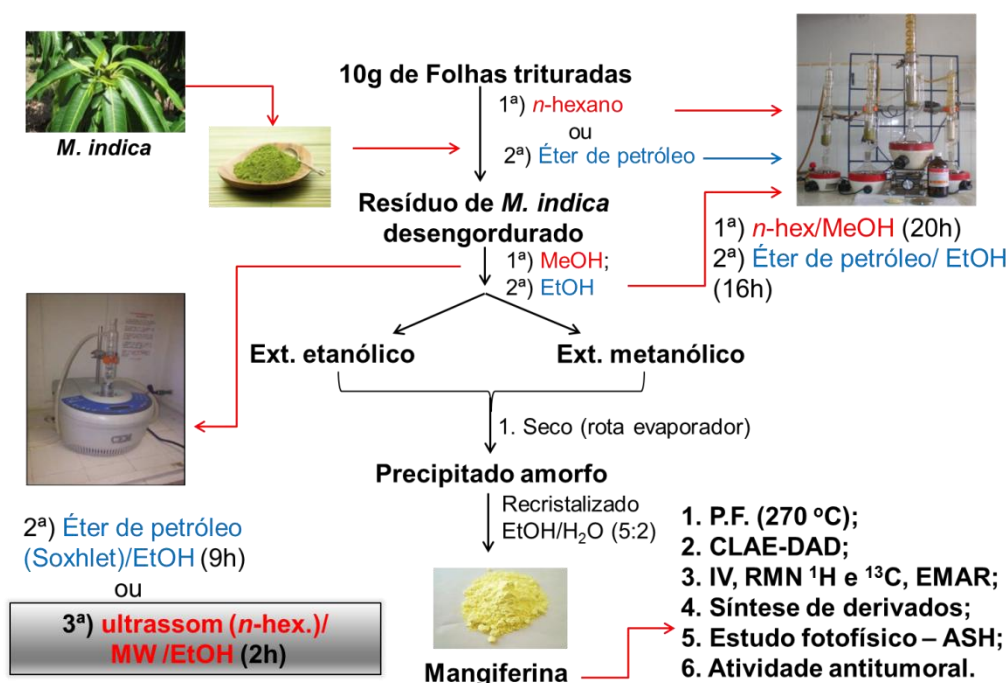 M. indica
10g de Folhas trituradas
1ª) n-hexano
ou
2ª) Éter de petróleo
Resíduo de M. indica
desengordurado
1ª) MeOH;
2ª) EtOH
1ª) n-hex/MeOH (20h)
2ª) Éter de petróleo/ EtOH
(16h)
Ext. etanólico
Ext. metanólico
1. Seco (rota evaporador)
Precipitado amorfo
Recristalizado
EtOH/H₂O (5:2)
Mangiferina
CEM
2ª) Éter de petróleo
(Soxhlet)/EtOH (9h)
ou
3ª) ultrassom (n-hex.)/
MW /EtOH (2h)
1. P.F. (270 ºC);
2. CLAE-DAD;
3. IV, RMN ¹H e ¹³C, EMAR;
4. Síntese de derivados;
5. Estudo fotofísico – ASH;
6. Atividade antitumoral.